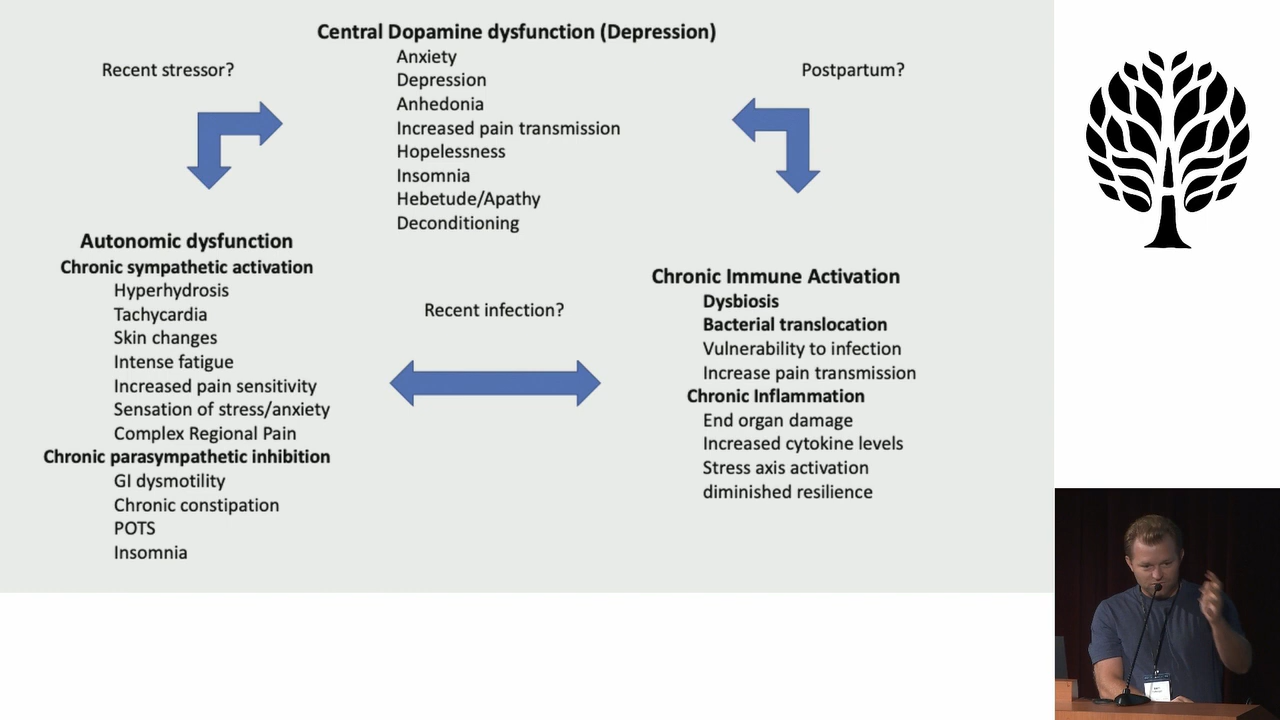 Central Dopamine dysfunction (Depression)
Anxiety
Depression
Anhedonia
Increased pain transmission
Hopelessness
Insomnia
Hebetude/Apathy
Deconditioning
Recent stressor?
Postpartum?
Autonomic dysfunction
Chronic sympathetic activation
Hyperhydrosis
Tachycardia
Skin changes
Intense fatigue
Increased pain sensitivity
Sensation of stress/anxiety
Complex Regional Pain
Chronic parasympathetic inhibition
GI dysmotility
Chronic constipation
POTS
Insomnia
Recent infection?
Chronic Immune Activation
Dysbiosis
Bacterial translocation
Vulnerability to infection
Increase pain transmission
Chronic Inflammation
End organ damage
Increased cytokine levels
Stress axis activation
diminished resilience